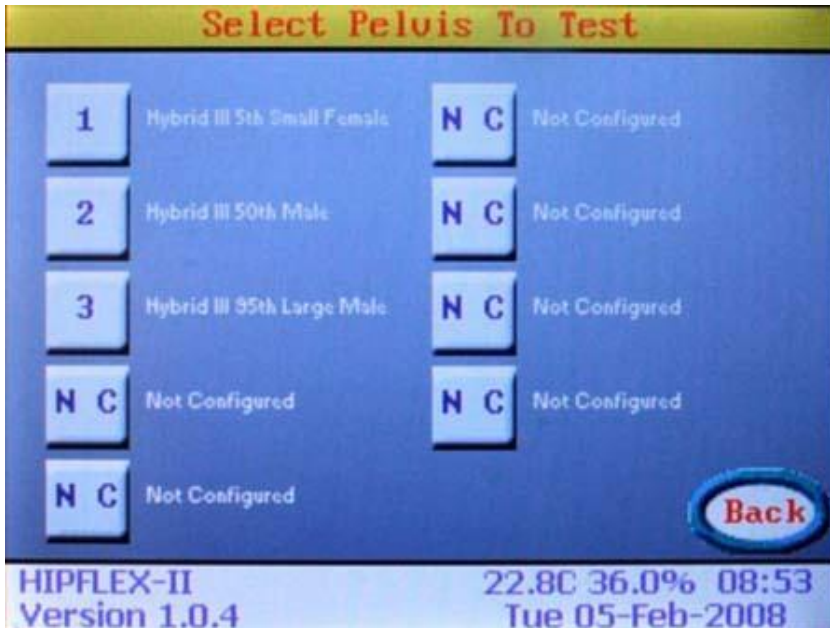 Select Pelvis To Test
1 Hybrid III 5th Small Female
2 Hybrid III 50th Male
3 Hybrid III 95th Large Male
N C Not Configured
N C Not Configured
N C Not Configured
N C Not Configured
N C Not Configured
N C Not Configured
Back
HIPFLEX-II
Version 1.0.4
22.8C 36.0% 08:53
Tue 05-Feb-2008